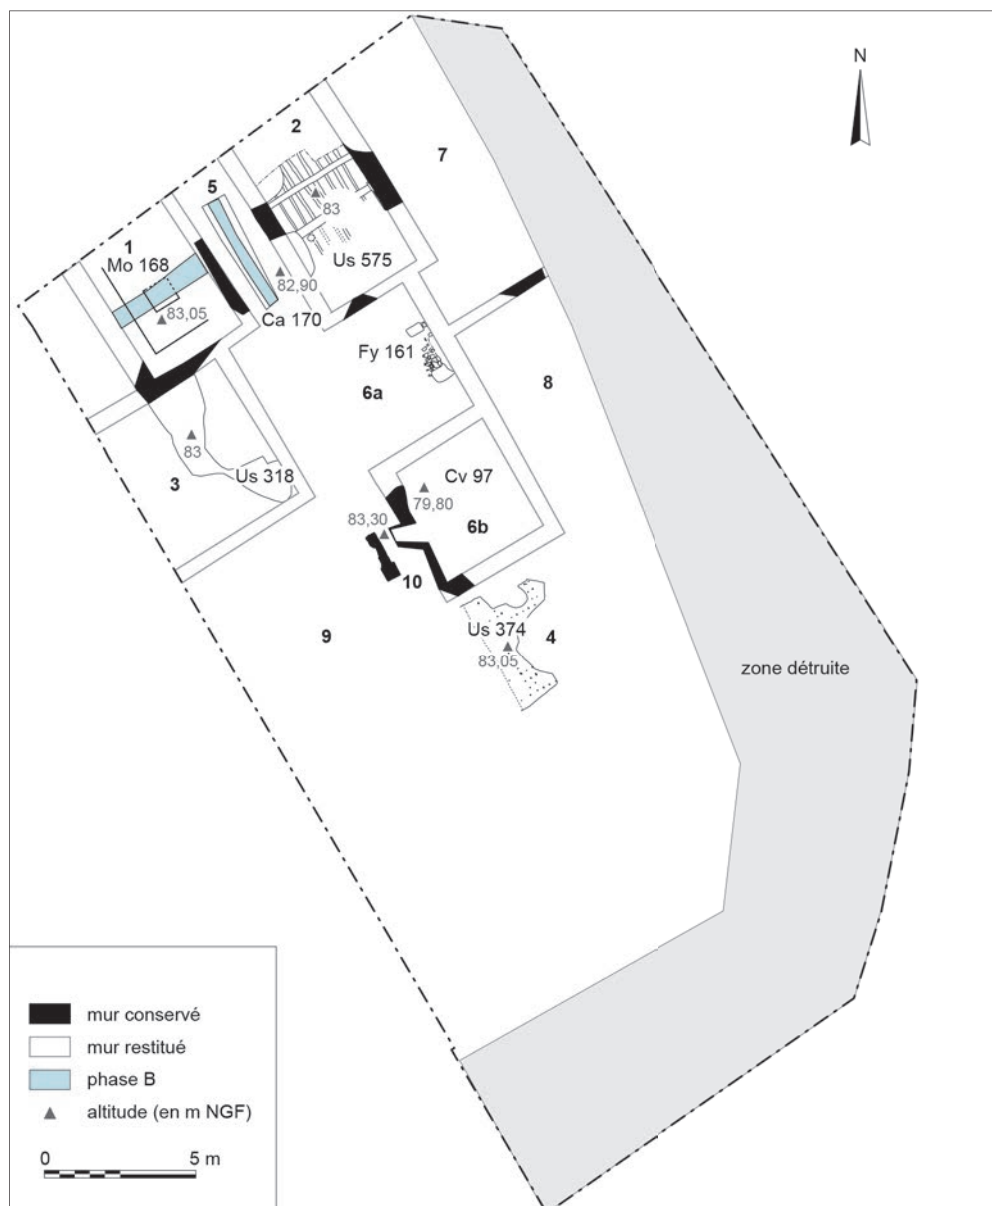 N
2
7
5
83
1
Mo 168
Us 575
82,90
83,05
Ca 170
Fy 161
8
6a
83
Us 318
3
Cv 97
79,80
83,30
6b
10
9
Us 374
4
83,05
zone détruite
mur conservé
mur restitué
phase B
altitude (en m NGF)
0 5 m